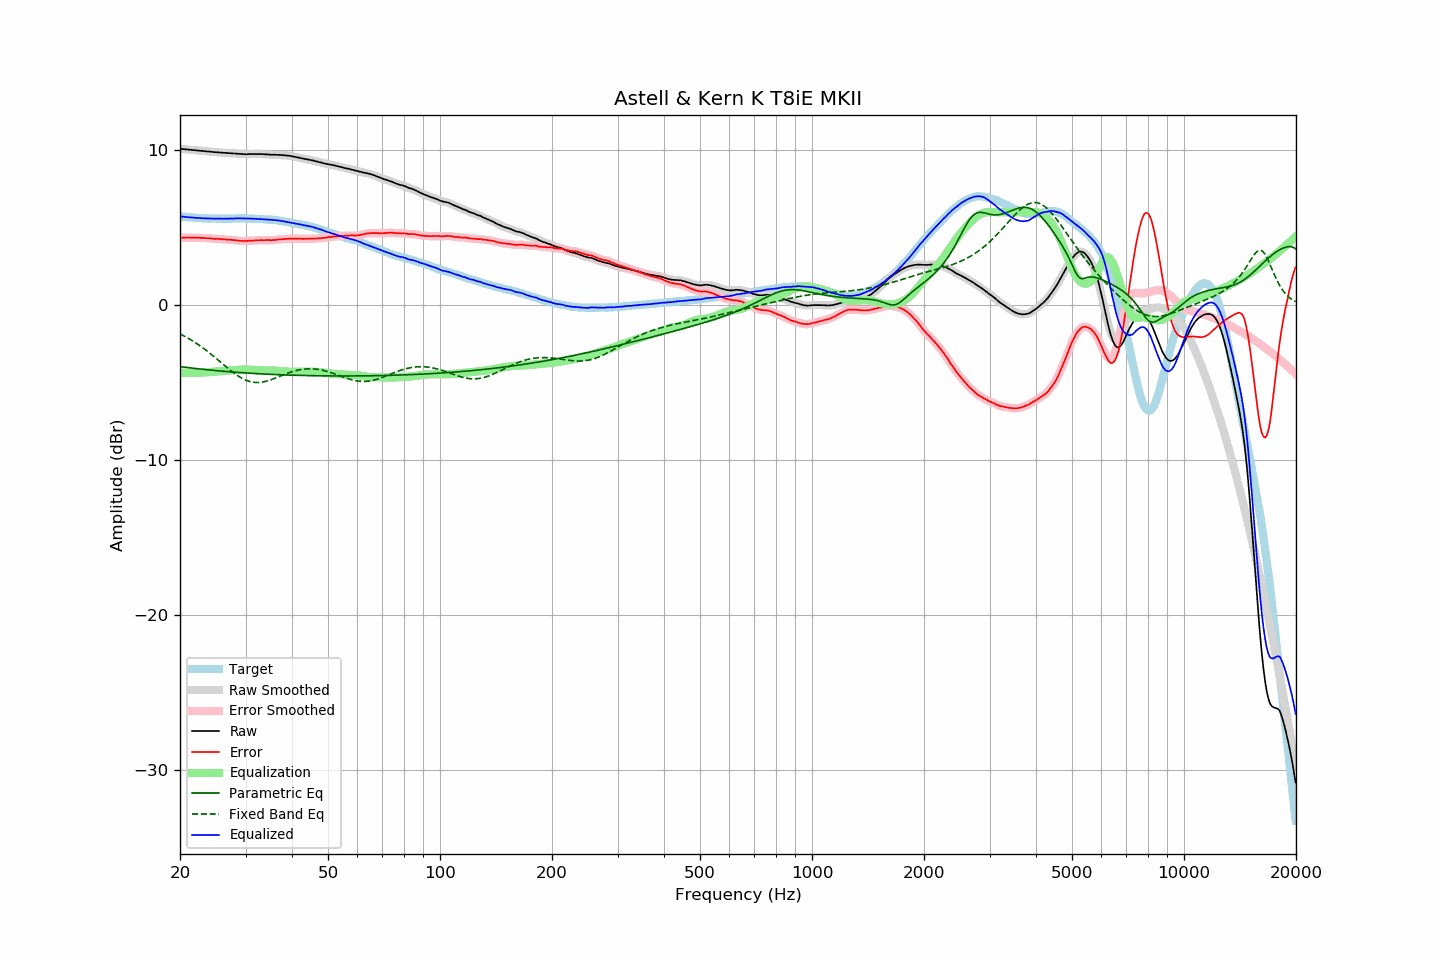 Astell & Kern K T8iE MKII
Amplitude (dBr)
10
0
−10
−20
−30
Target
Raw Smoothed
Error Smoothed
Raw
Error
Equalization
Parametric Eq
Fixed Band Eq
Equalized
20 50 100 200 500 1000 2000 5000 10000 20000
Frequency (Hz)